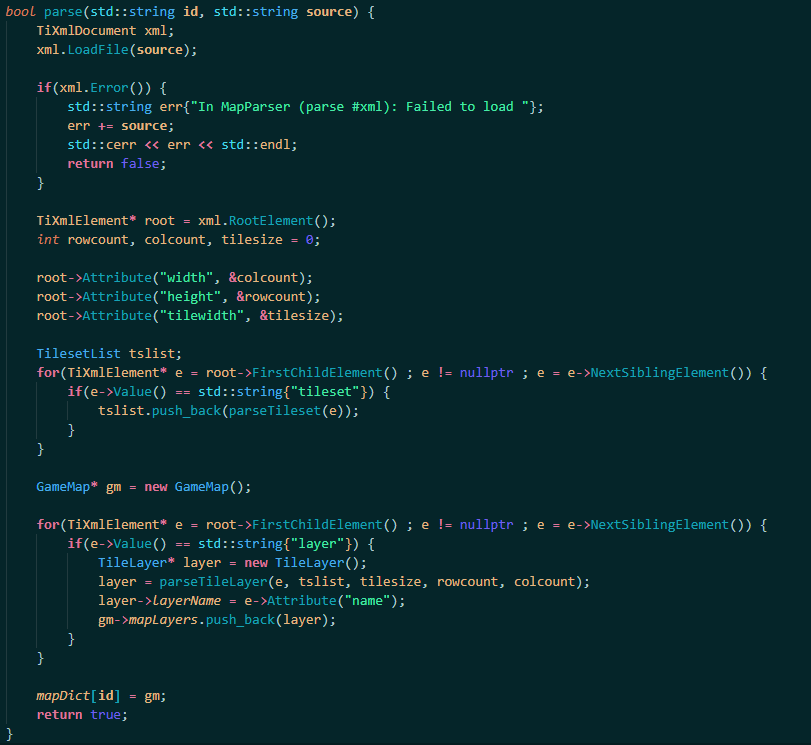 bool parse(std::string id, std::string source) {
    TiXmlDocument xml;
    xml.LoadFile(source);

    if(xml.Error()) {
        std::string err{"In MapParser (parse #xml): Failed to load "};
        err += source;
        std::cerr << err << std::endl;
        return false;
    }

    TiXmlElement* root = xml.RootElement();
    int rowcount, colcount, tilesize = 0;

    root->Attribute("width", &colcount);
    root->Attribute("height", &rowcount);
    root->Attribute("tilewidth", &tilesize);

    TilesetList tslist;
    for(TiXmlElement* e = root->FirstChildElement() ; e != nullptr ; e = e->NextSiblingElement()) {
        if(e->Value() == std::string{"tileset"}) {
            tslist.push_back(parseTileset(e));
        }
    }

    GameMap* gm = new GameMap();

    for(TiXmlElement* e = root->FirstChildElement() ; e != nullptr ; e = e->NextSiblingElement()) {
        if(e->Value() == std::string{"layer"}) {
            TileLayer* layer = new TileLayer();
            layer = parseTileLayer(e, tslist, tilesize, rowcount, colcount);
            layer->LayerName = e->Attribute("name");
            gm->mapLayers.push_back(layer);
        }
    }

    mapDict[id] = gm;
    return true;
}